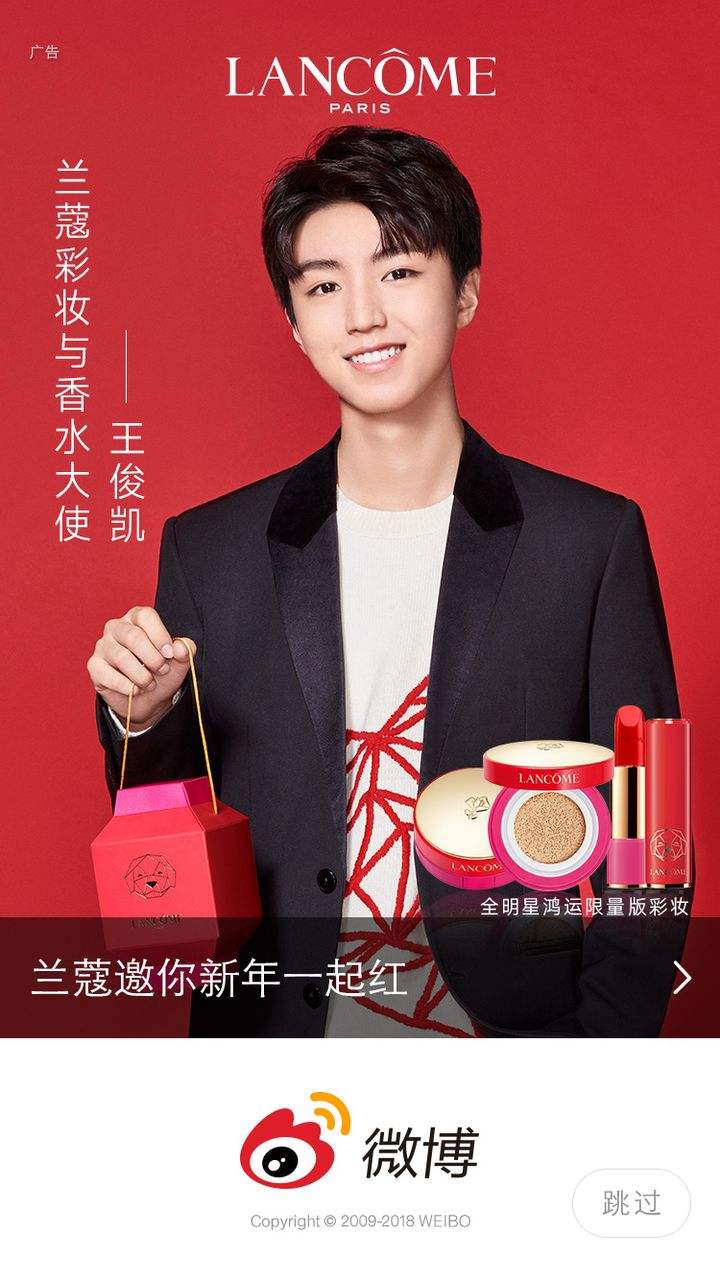 广告
LANCÔME
PARIS
兰蔻彩妆与香水大使
——王俊凯
LANCÔME
LANCÔME
LANCÔME
LANCÔME
全明星鸿运限量版彩妆
兰蔻邀你新年一起红
微博
跳过
Copyright © 2009-2018 WEIBO